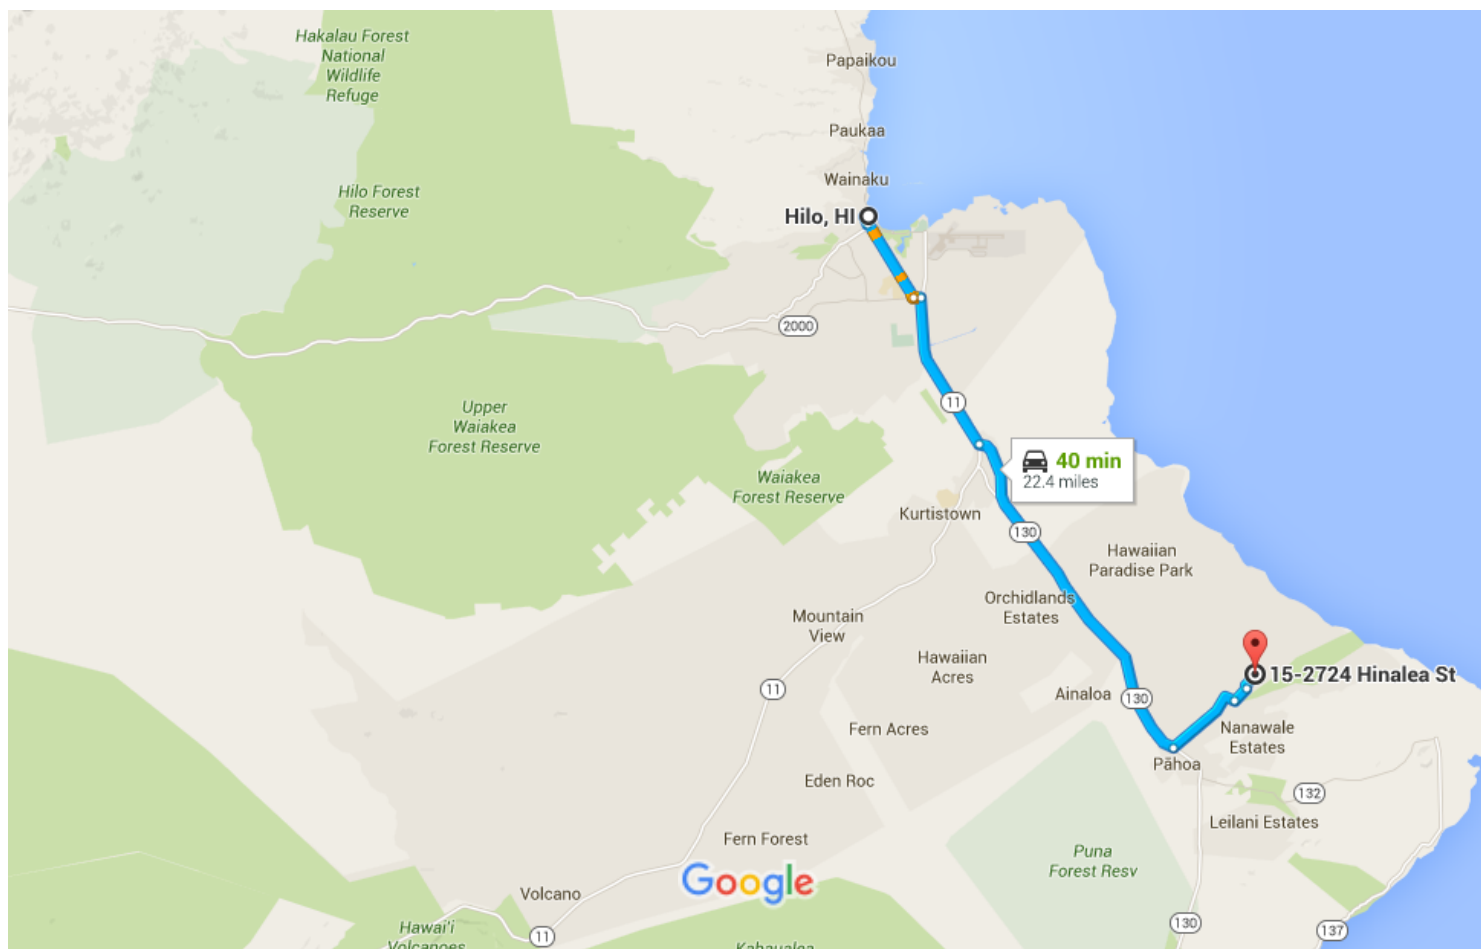 Hakalau Forest
National
Wildlife
Refuge
Papaikou
Paukaa
Wainaku
Hilo Forest
Reserve
Hilo, HI
2000
11
Upper
Waiakea
Forest Reserve
40 min
22.4 miles
Waiakea
Forest Reserve
Kurtistown
130
Hawaiian
Paradise Park
Orchidlands
Estates
Mountain
View
Hawaiian
Acres
15-2724 Hinalea St
11
Ainaloa
130
Fern Acres
Nanawale
Estates
Pāhoa
Eden Roc
132
Leilani Estates
Fern Forest
Puna
Forest Resv
Google
Volcano
Hawai'i
Volcanoes
11
Kahaualea
130
137